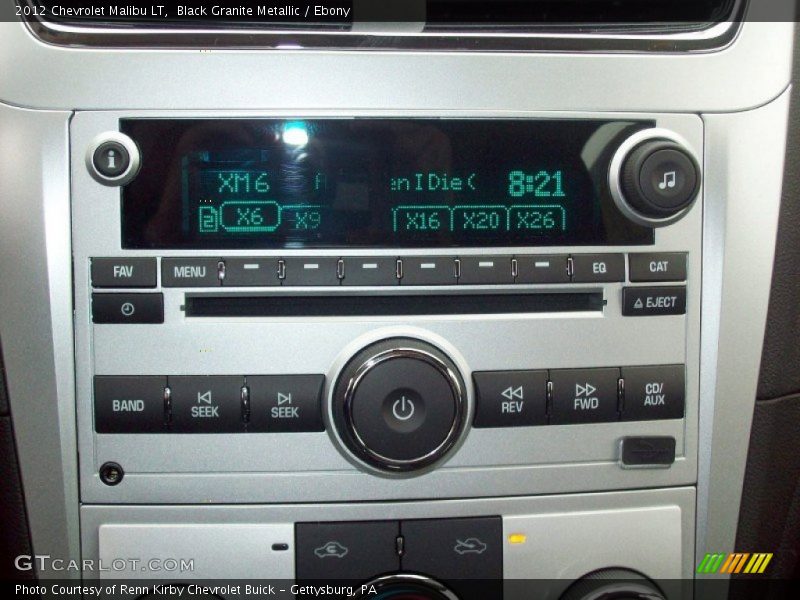 2012 Chevrolet Malibu LT, Black Granite Metallic / Ebony
i
XM6 8:21
2 X6 X9 X16 X20 X26
FAV MENU EQ CAT
EJECT
BAND SEEK SEEK REV FWD CD/AUX
GTCARLOT.COM
Photo Courtesy of Renn Kirby Chevrolet Buick - Gettysburg, PA